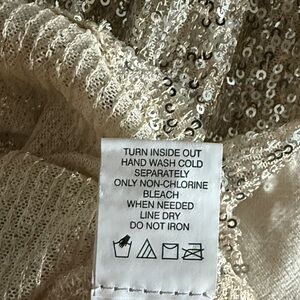 TURN INSIDE OUT
HAND WASH COLD
SEPARATELY
ONLY NON-CHLORINE
BLEACH
WHEN NEEDED
LINE DRY
DO NOT IRON